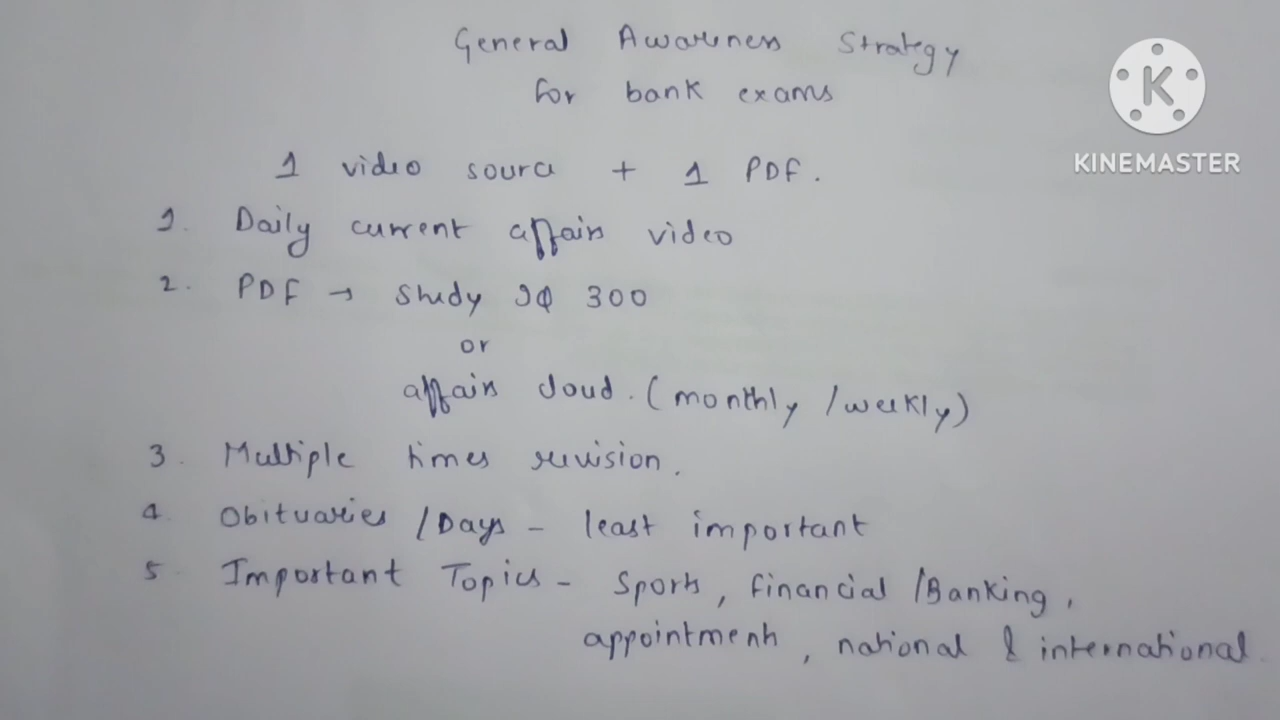 General Awareness Strategy
for bank exams
K
KINEMASTER
1 video source + 1 PDF.
1. Daily current affairs video
2. PDF → Study IQ 300
or
affairs cloud. (monthly /weekly)
3. Multiple times revision.
4. Obituaries /Days - least important
5. Important Topics - Sports, financial /Banking,
appointments, national & international.